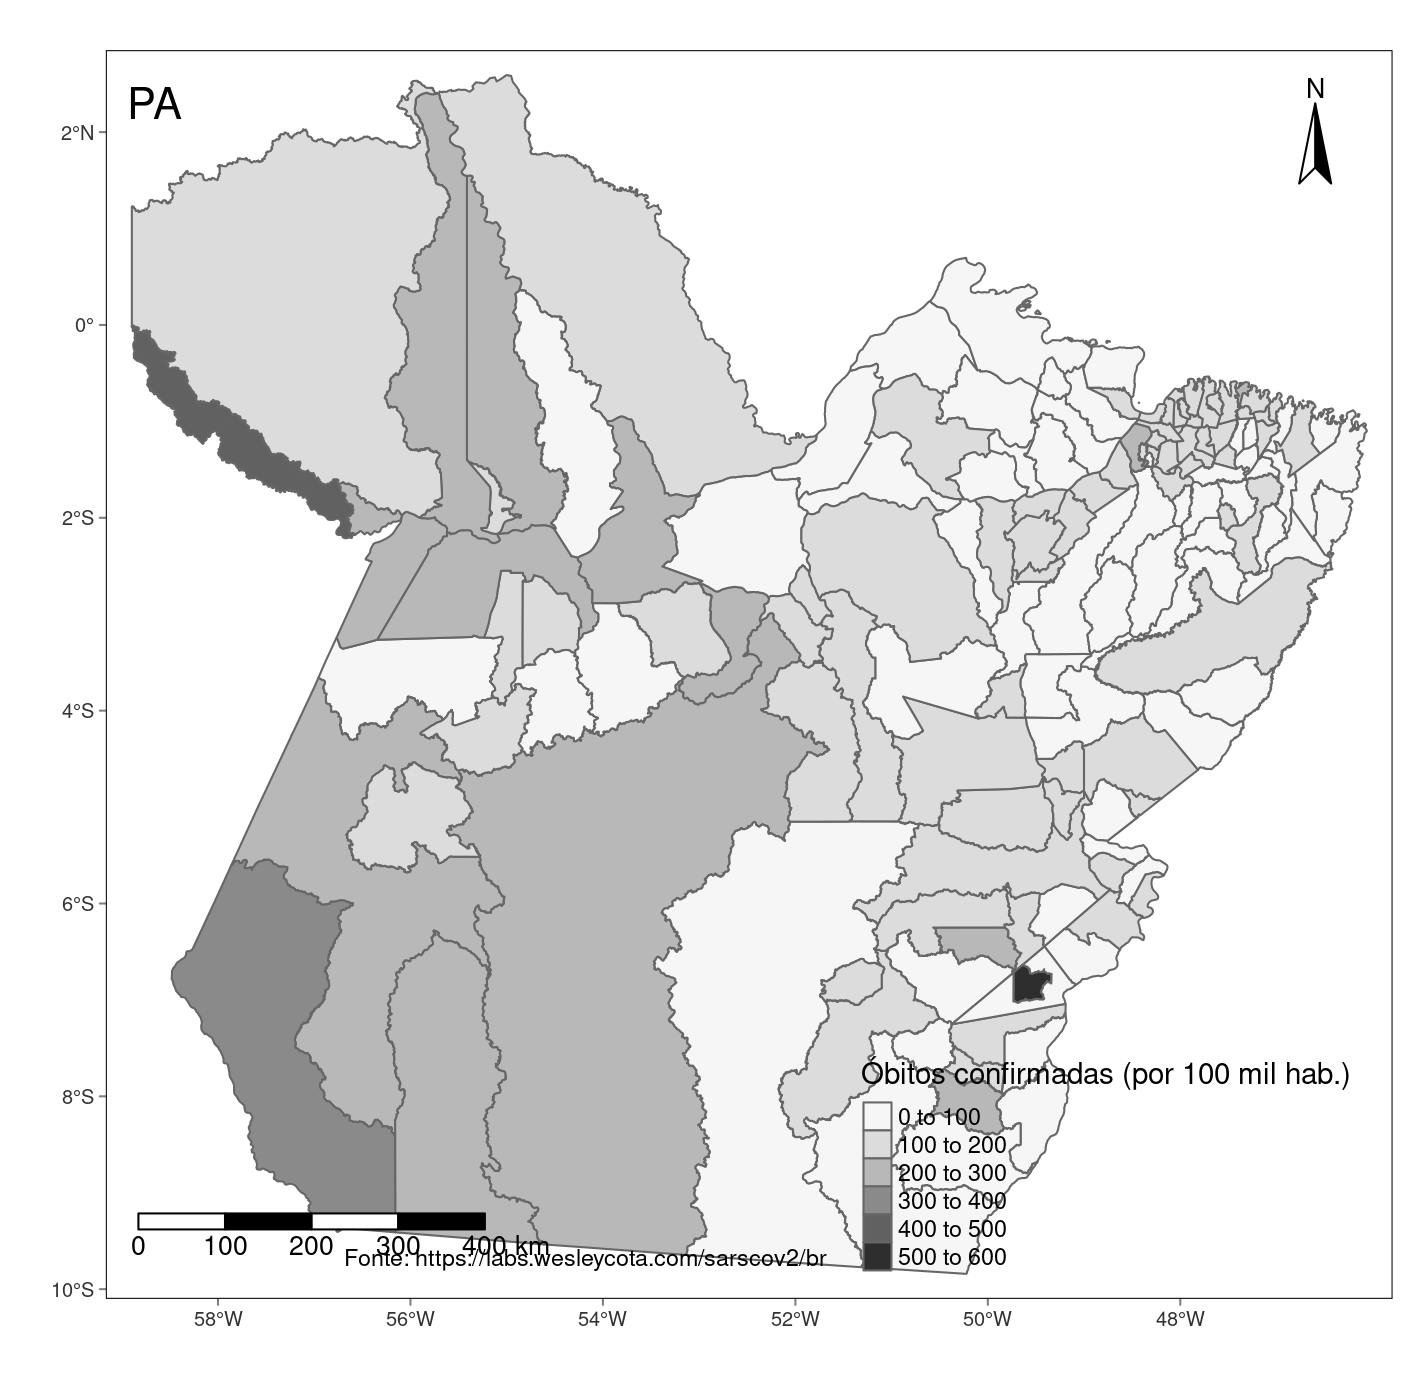 PA
N
2°N
0°
2°S
4°S
6°S
8°S
10°S
Óbitos confirmadas (por 100 mil hab.)
0 to 100
100 to 200
200 to 300
300 to 400
400 to 500
500 to 600
0 100 200 300 400 km
Fonte: https://labs.wesleycota.com/sarscov2/br
58°W 56°W 54°W 52°W 50°W 48°W